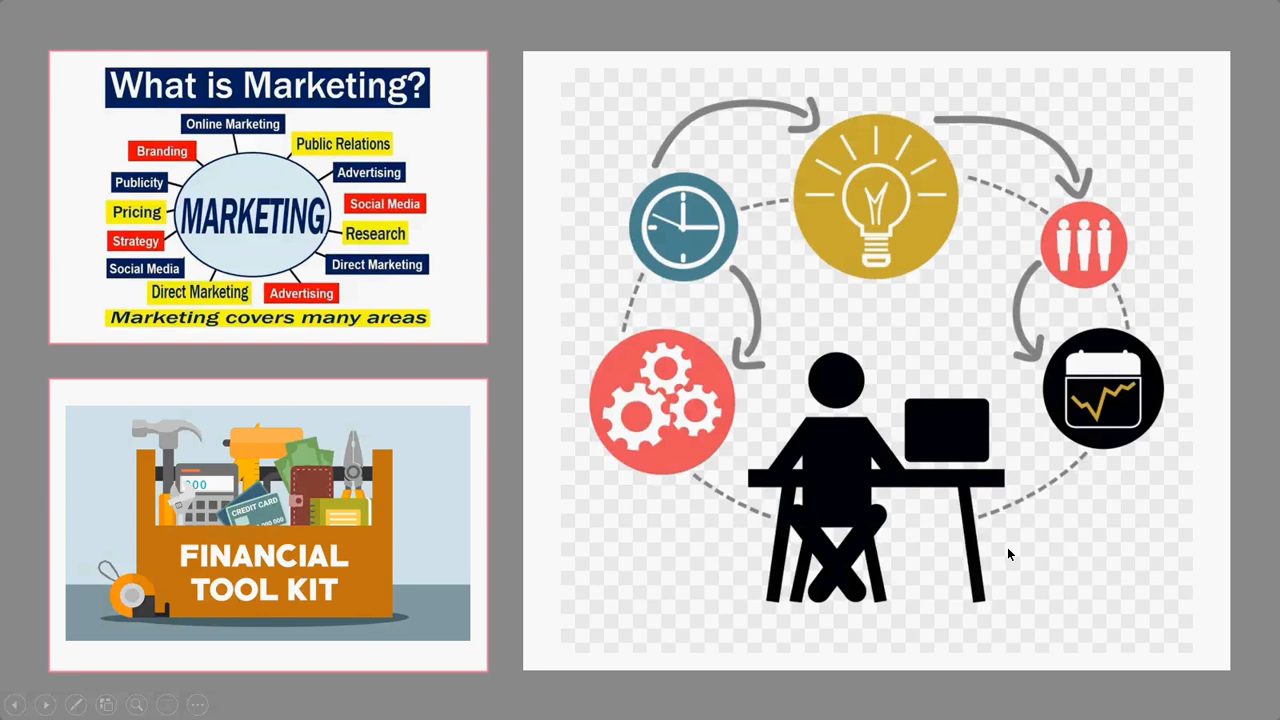 What is Marketing?
Online Marketing
Public Relations
Branding
Advertising
Publicity
Social Media
Pricing
MARKETING
Research
Strategy
Direct Marketing
Social Media
Direct Marketing
Advertising
Marketing covers many areas
CREDIT CARD
FINANCIAL
TOOL KIT